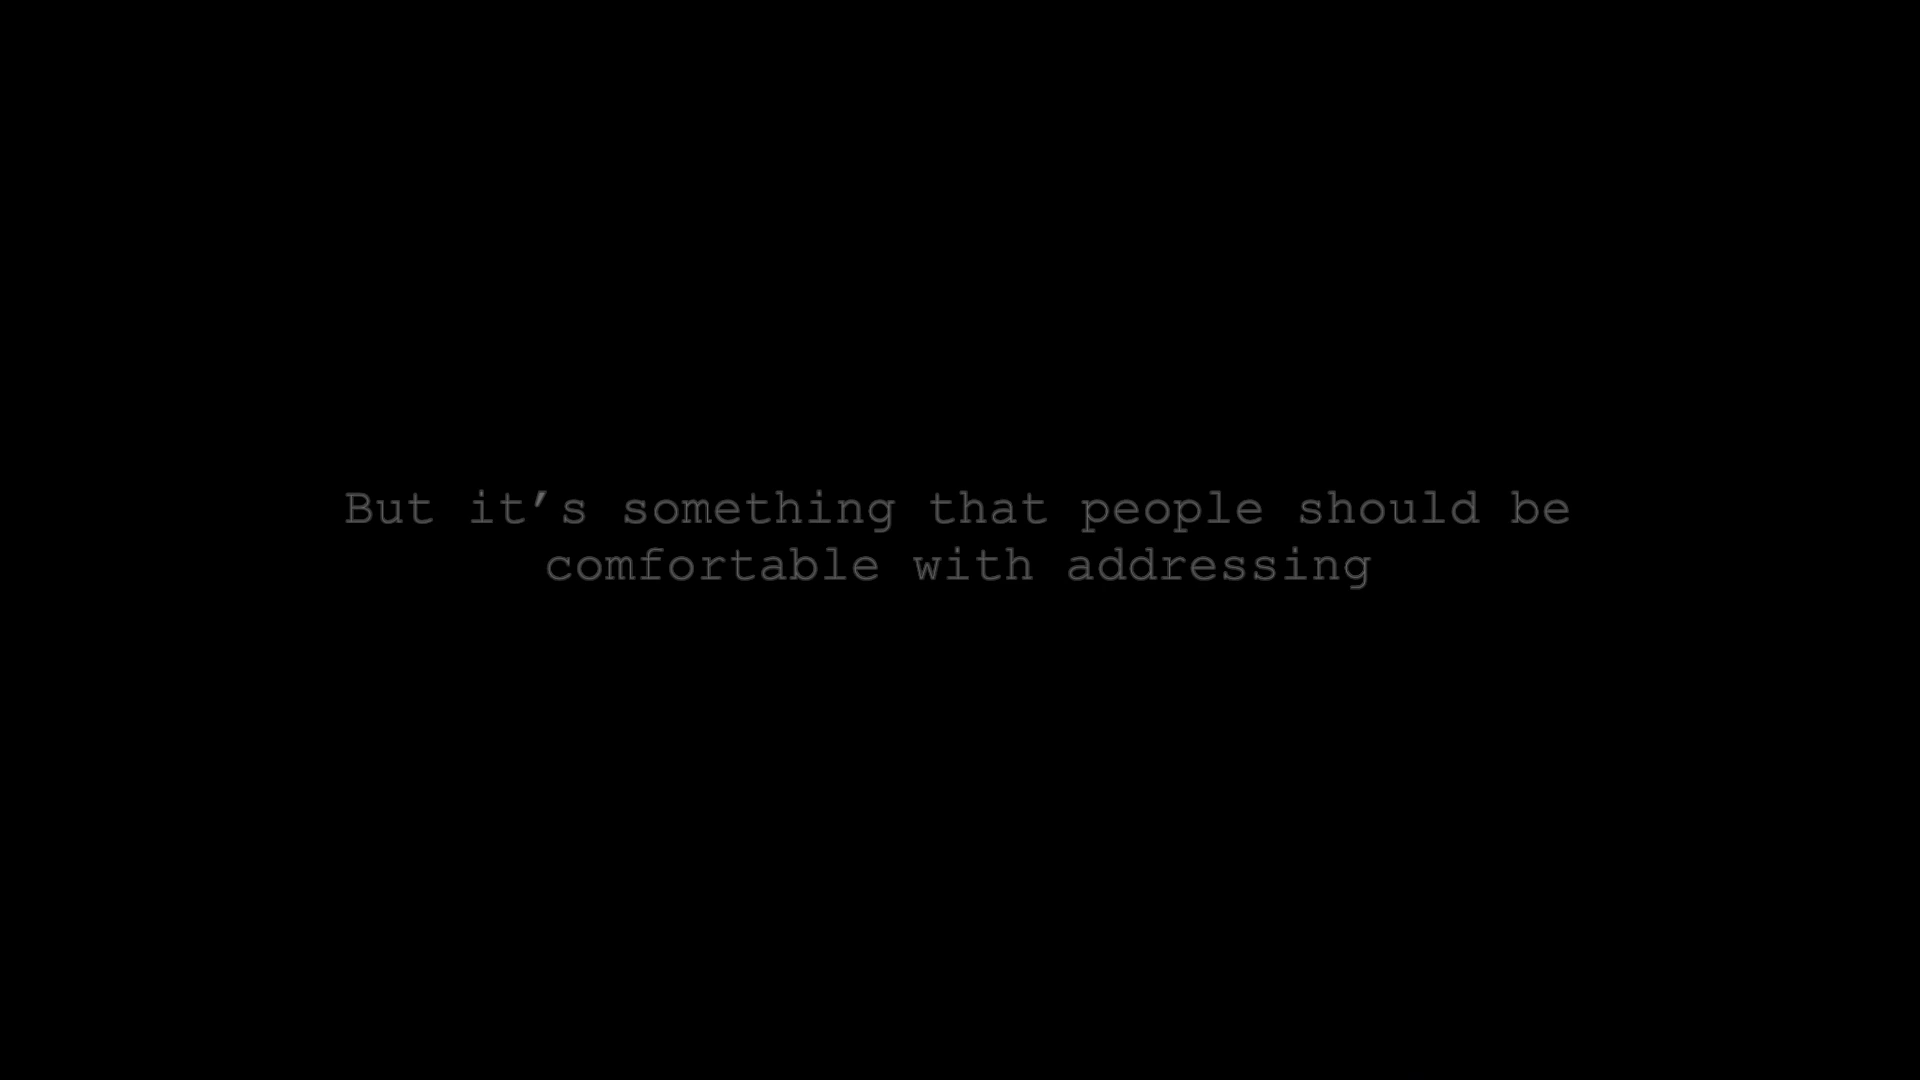 But it’s something that people should be
comfortable with addressing